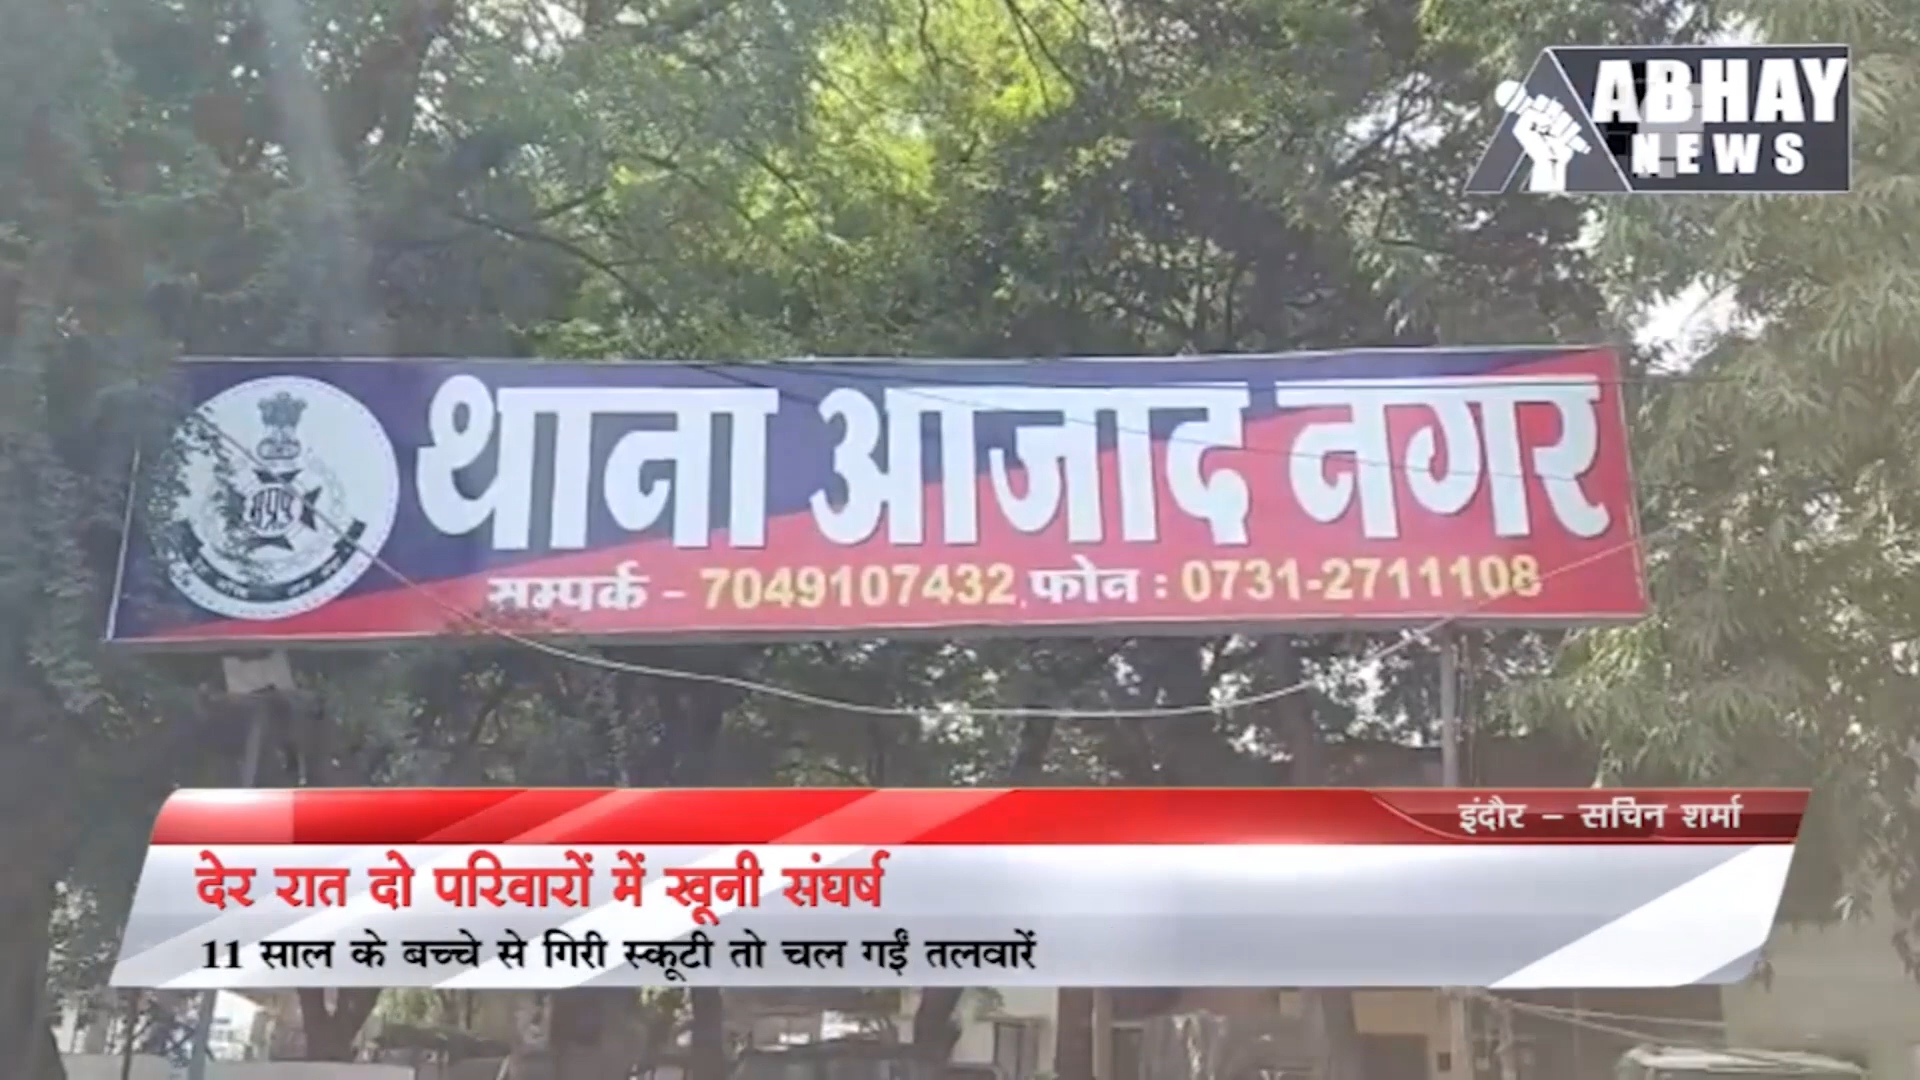 ABHAY
NEWS
थाना आजाद नगर
सम्पर्क - 7049107432, फोन : 0731-2711108
इंदौर – सचिन शर्मा
देर रात दो परिवारों में खूनी संघर्ष
11 साल के बच्चे से गिरी स्कूटी तो चल गईं तलवारें